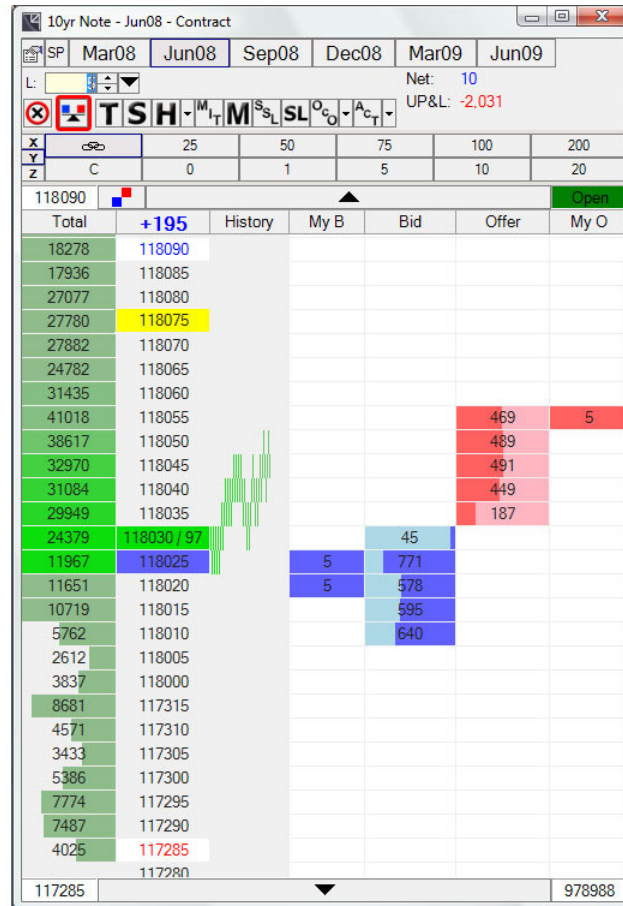 10yr Note - Jun08 - Contract
SP Mar08 Jun08 Sep08 Dec08 Mar09 Jun09
L: Net: 10
T S H MIT M SSL SL OCO ACT UP&L: -2,031
X 25 50 75 100 200
Y
Z C 0 1 5 10 20
118090 Open
Total +195 History My B Bid Offer My O
18278 118090
17936 118085
27077 118080
27780 118075
27882 118070
24782 118065
31435 118060
41018 118055 469 5
38617 118050 489
32970 118045 491
31084 118040 449
29949 118035 187
24379 118030 / 97 45
11967 118025 5 771
11651 118020 5 578
10719 118015 595
5762 118010 640
2612 118005
3837 118000
8681 117315
4571 117310
3433 117305
5386 117300
7774 117295
7487 117290
4025 117285
117280
117285 978988